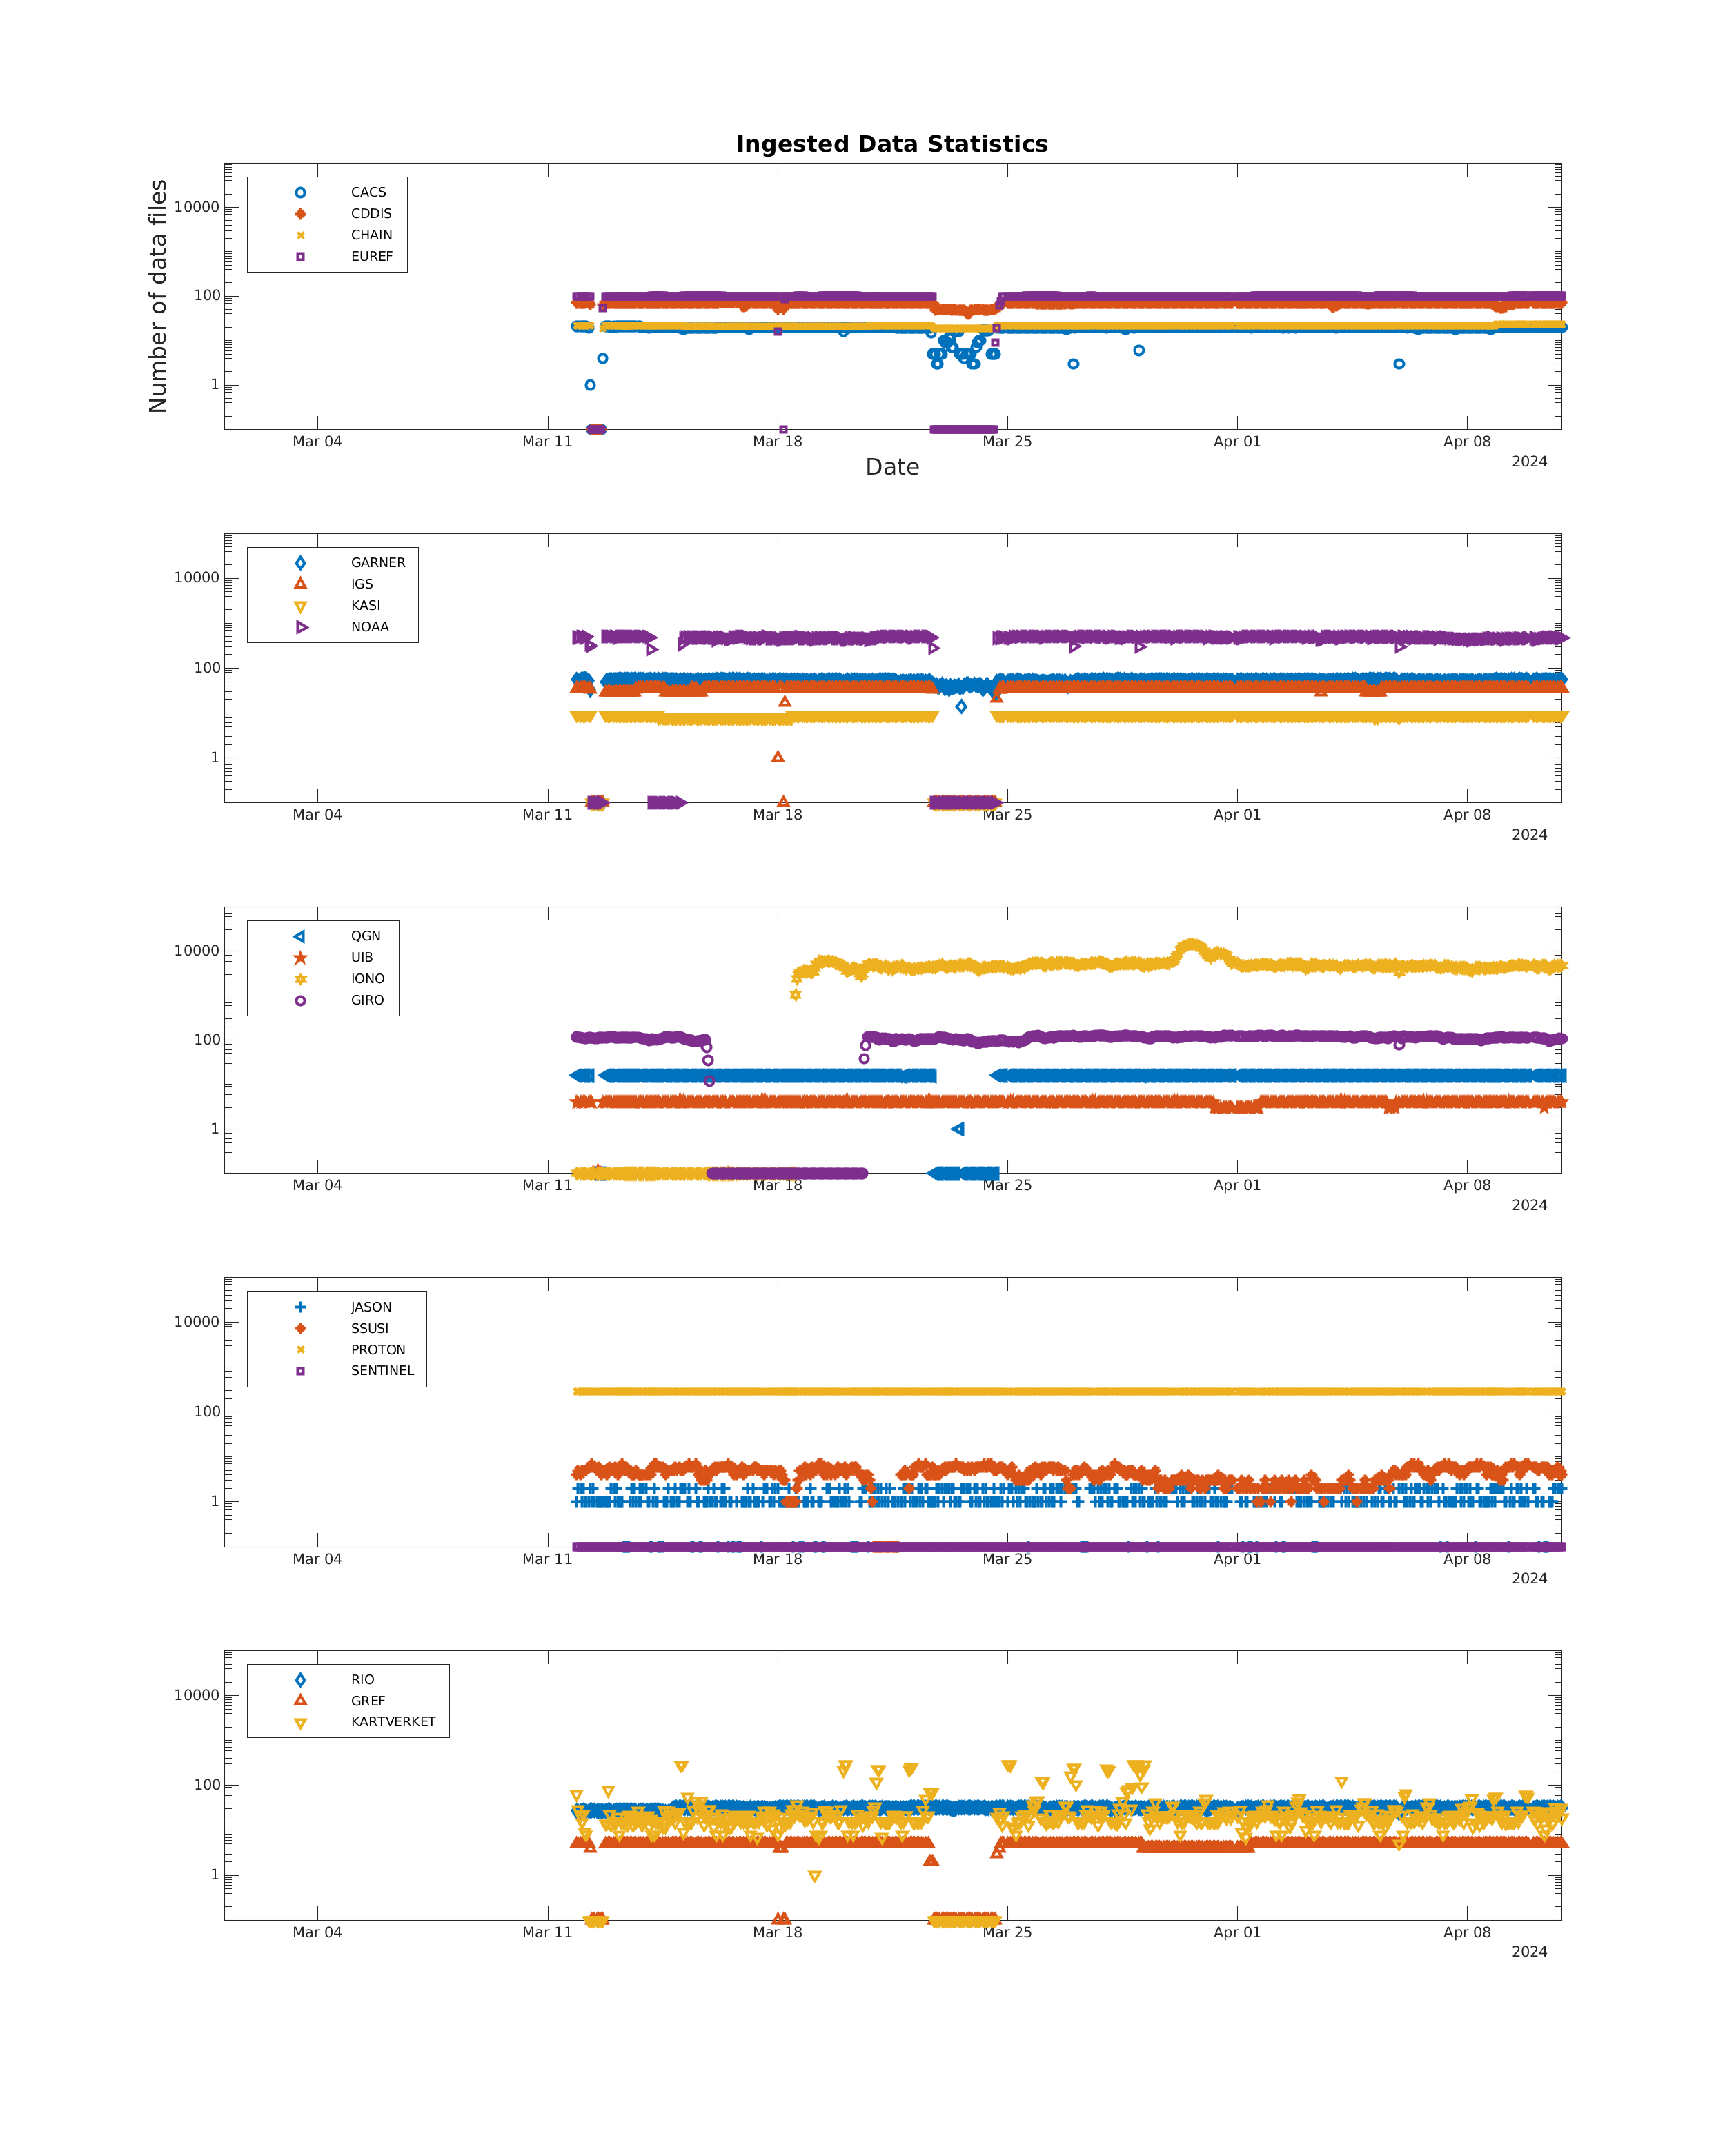 Ingested Data Statistics
Number of data files
10000
100
1
CACS
CDDIS
CHAIN
EUREF
Mar 04 Mar 11 Mar 18 Mar 25 Apr 01 Apr 08
2024
Date
10000
100
1
GARNER
IGS
KASI
NOAA
Mar 04 Mar 11 Mar 18 Mar 25 Apr 01 Apr 08
2024
10000
100
1
QGN
UIB
IONO
GIRO
Mar 04 Mar 11 Mar 18 Mar 25 Apr 01 Apr 08
2024
10000
100
1
JASON
SSUSI
PROTON
SENTINEL
Mar 04 Mar 11 Mar 18 Mar 25 Apr 01 Apr 08
2024
10000
100
1
RIO
GREF
KARTVERKET
Mar 04 Mar 11 Mar 18 Mar 25 Apr 01 Apr 08
2024